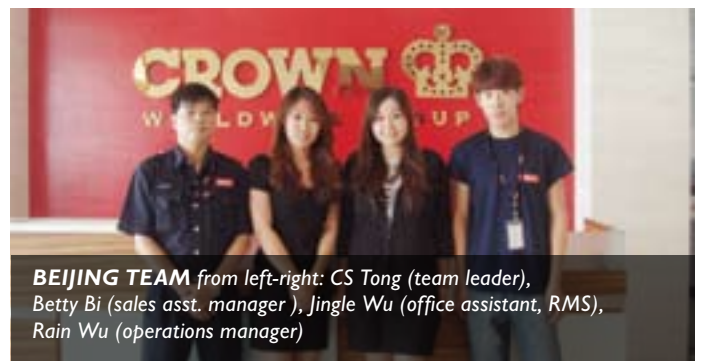 CROWN
BEIJING TEAM from left-right: CS Tong (team leader),
Betty Bi (sales asst. manager ), Jingle Wu (office assistant, RMS),
Rain Wu (operations manager)